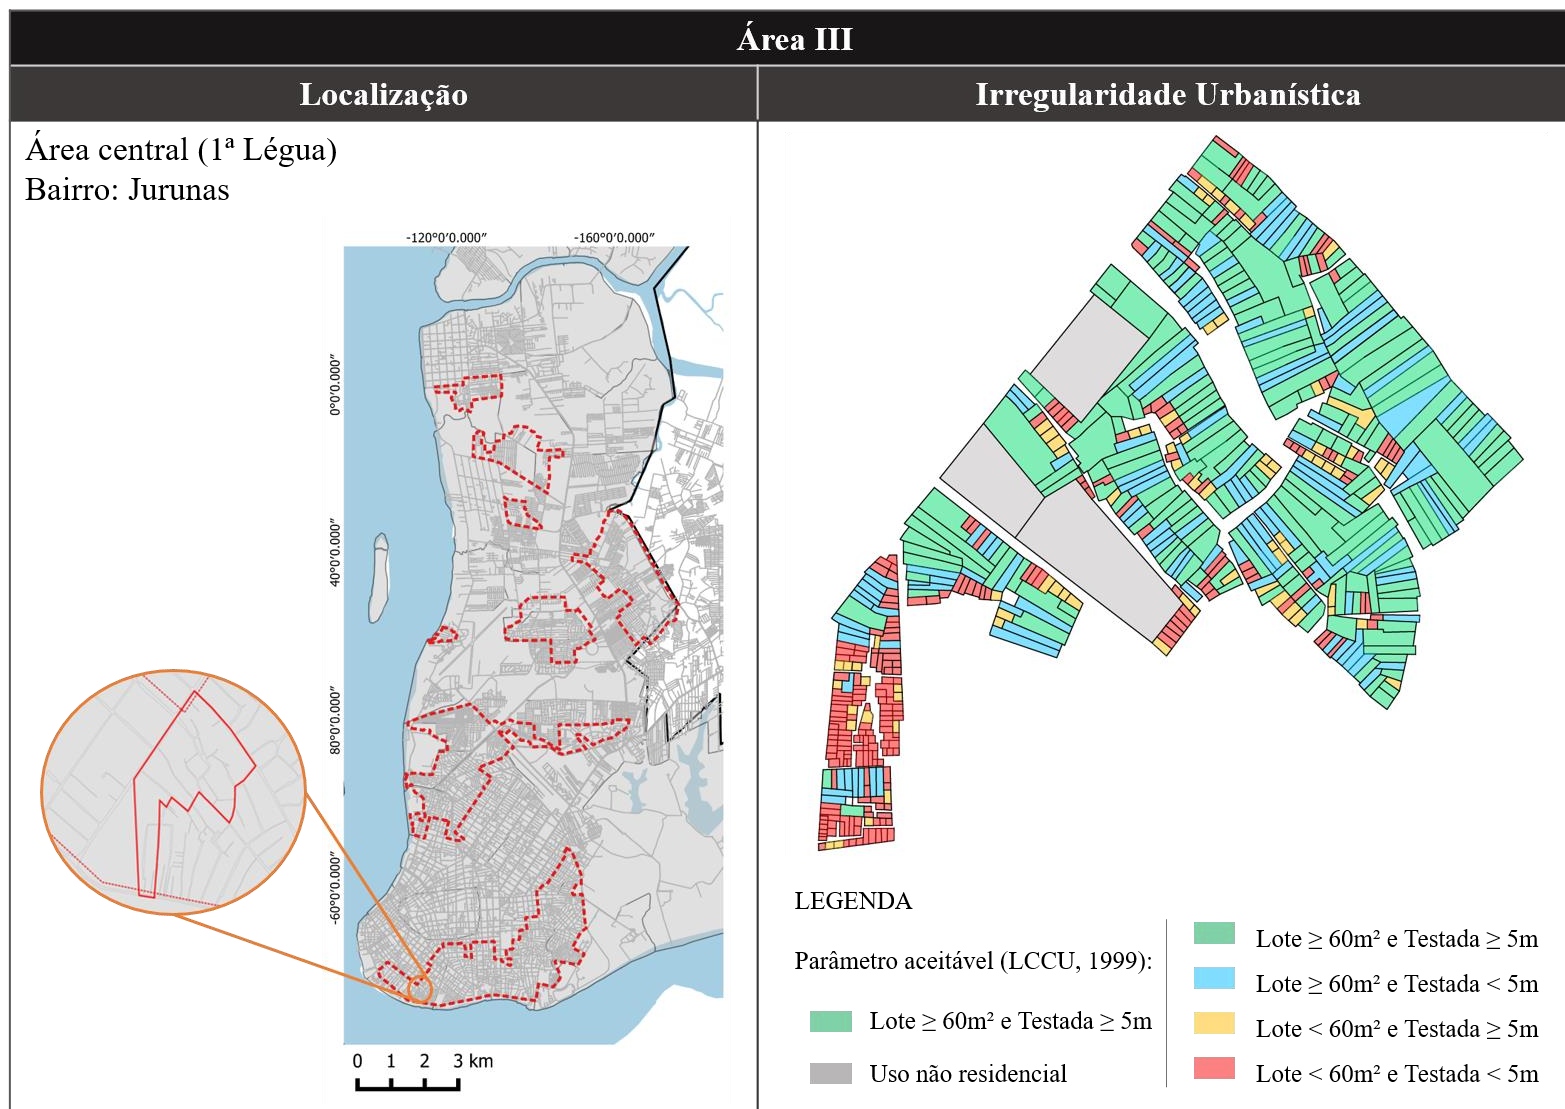 Área III
Localização
Irregularidade Urbanística
Área central (1ª Légua)
Bairro: Jurunas
-120°0'0.000"
-160°0'0.000"
0°0'0.000"
40°0'0.000"
80°0'0.000"
-60°0'0.000"
0 1 2 3 km
LEGENDA
Parâmetro aceitável (LCCU, 1999):
Lote ≥ 60m² e Testada ≥ 5m
Uso não residencial
Lote ≥ 60m² e Testada ≥ 5m
Lote ≥ 60m² e Testada < 5m
Lote < 60m² e Testada ≥ 5m
Lote < 60m² e Testada < 5m